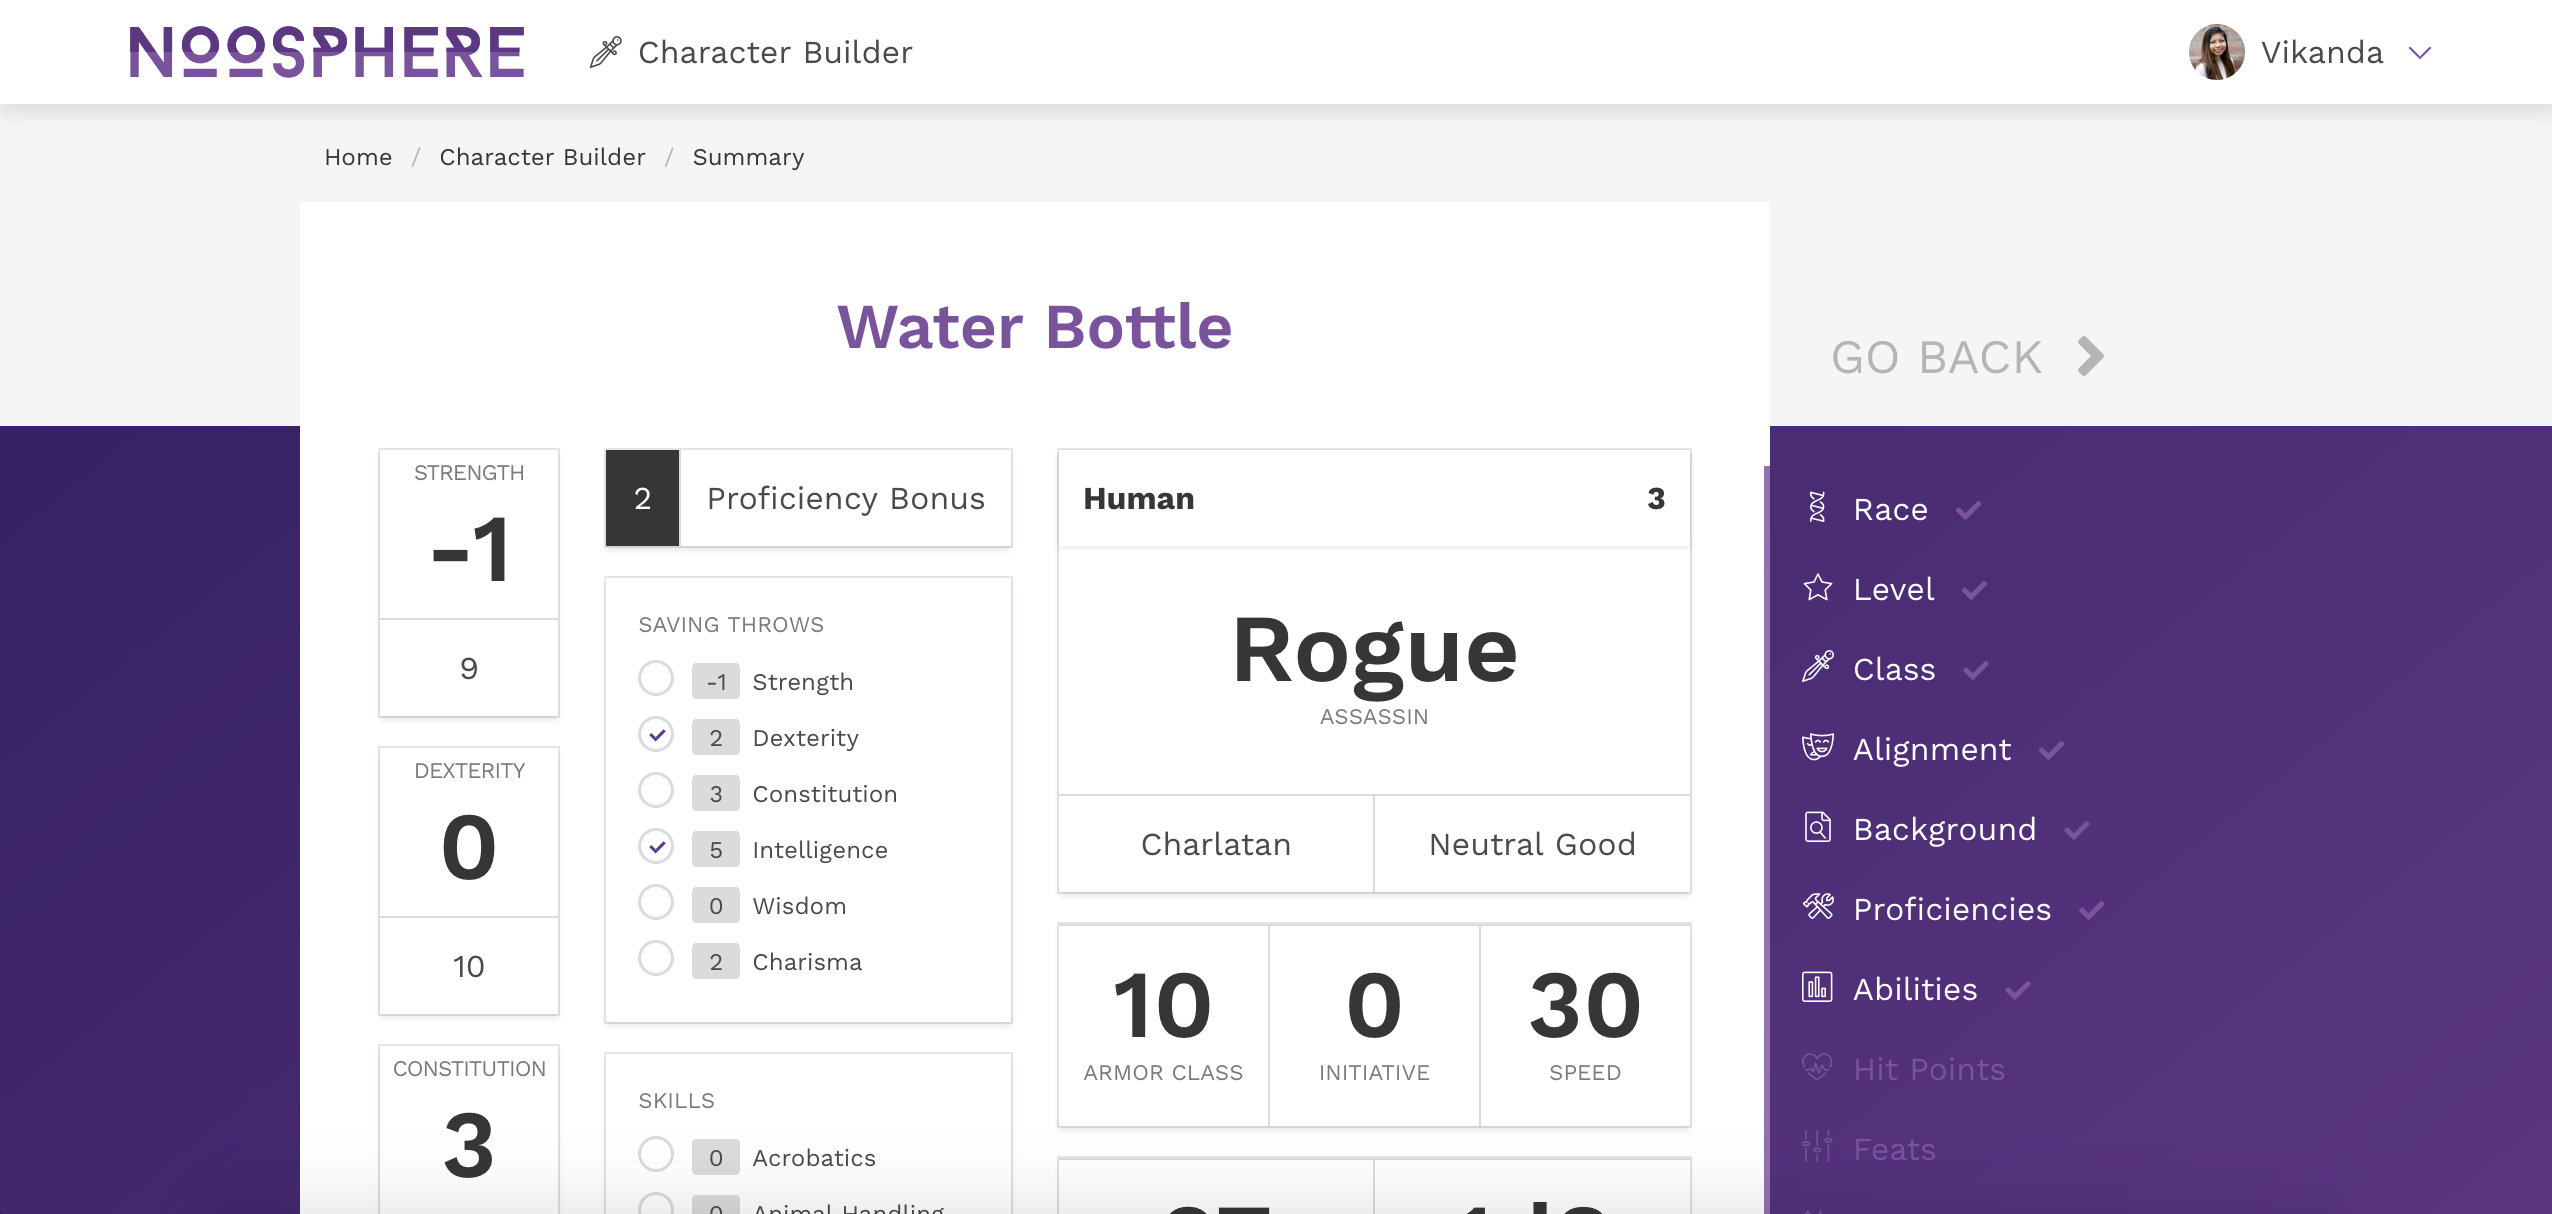 NOOSPHERE
Character Builder
Vikanda
Home / Character Builder / Summary
Water Bottle
GO BACK
STRENGTH
-1
9
DEXTERITY
0
10
CONSTITUTION
3
2 Proficiency Bonus
SAVING THROWS
-1 Strength
2 Dexterity
3 Constitution
5 Intelligence
0 Wisdom
2 Charisma
SKILLS
0 Acrobatics
0 Animal Handling
Human 3
Rogue
ASSASSIN
Charlatan
Neutral Good
10
ARMOR CLASS
0
INITIATIVE
30
SPEED
Race
Level
Class
Alignment
Background
Proficiencies
Abilities
Hit Points
Feats